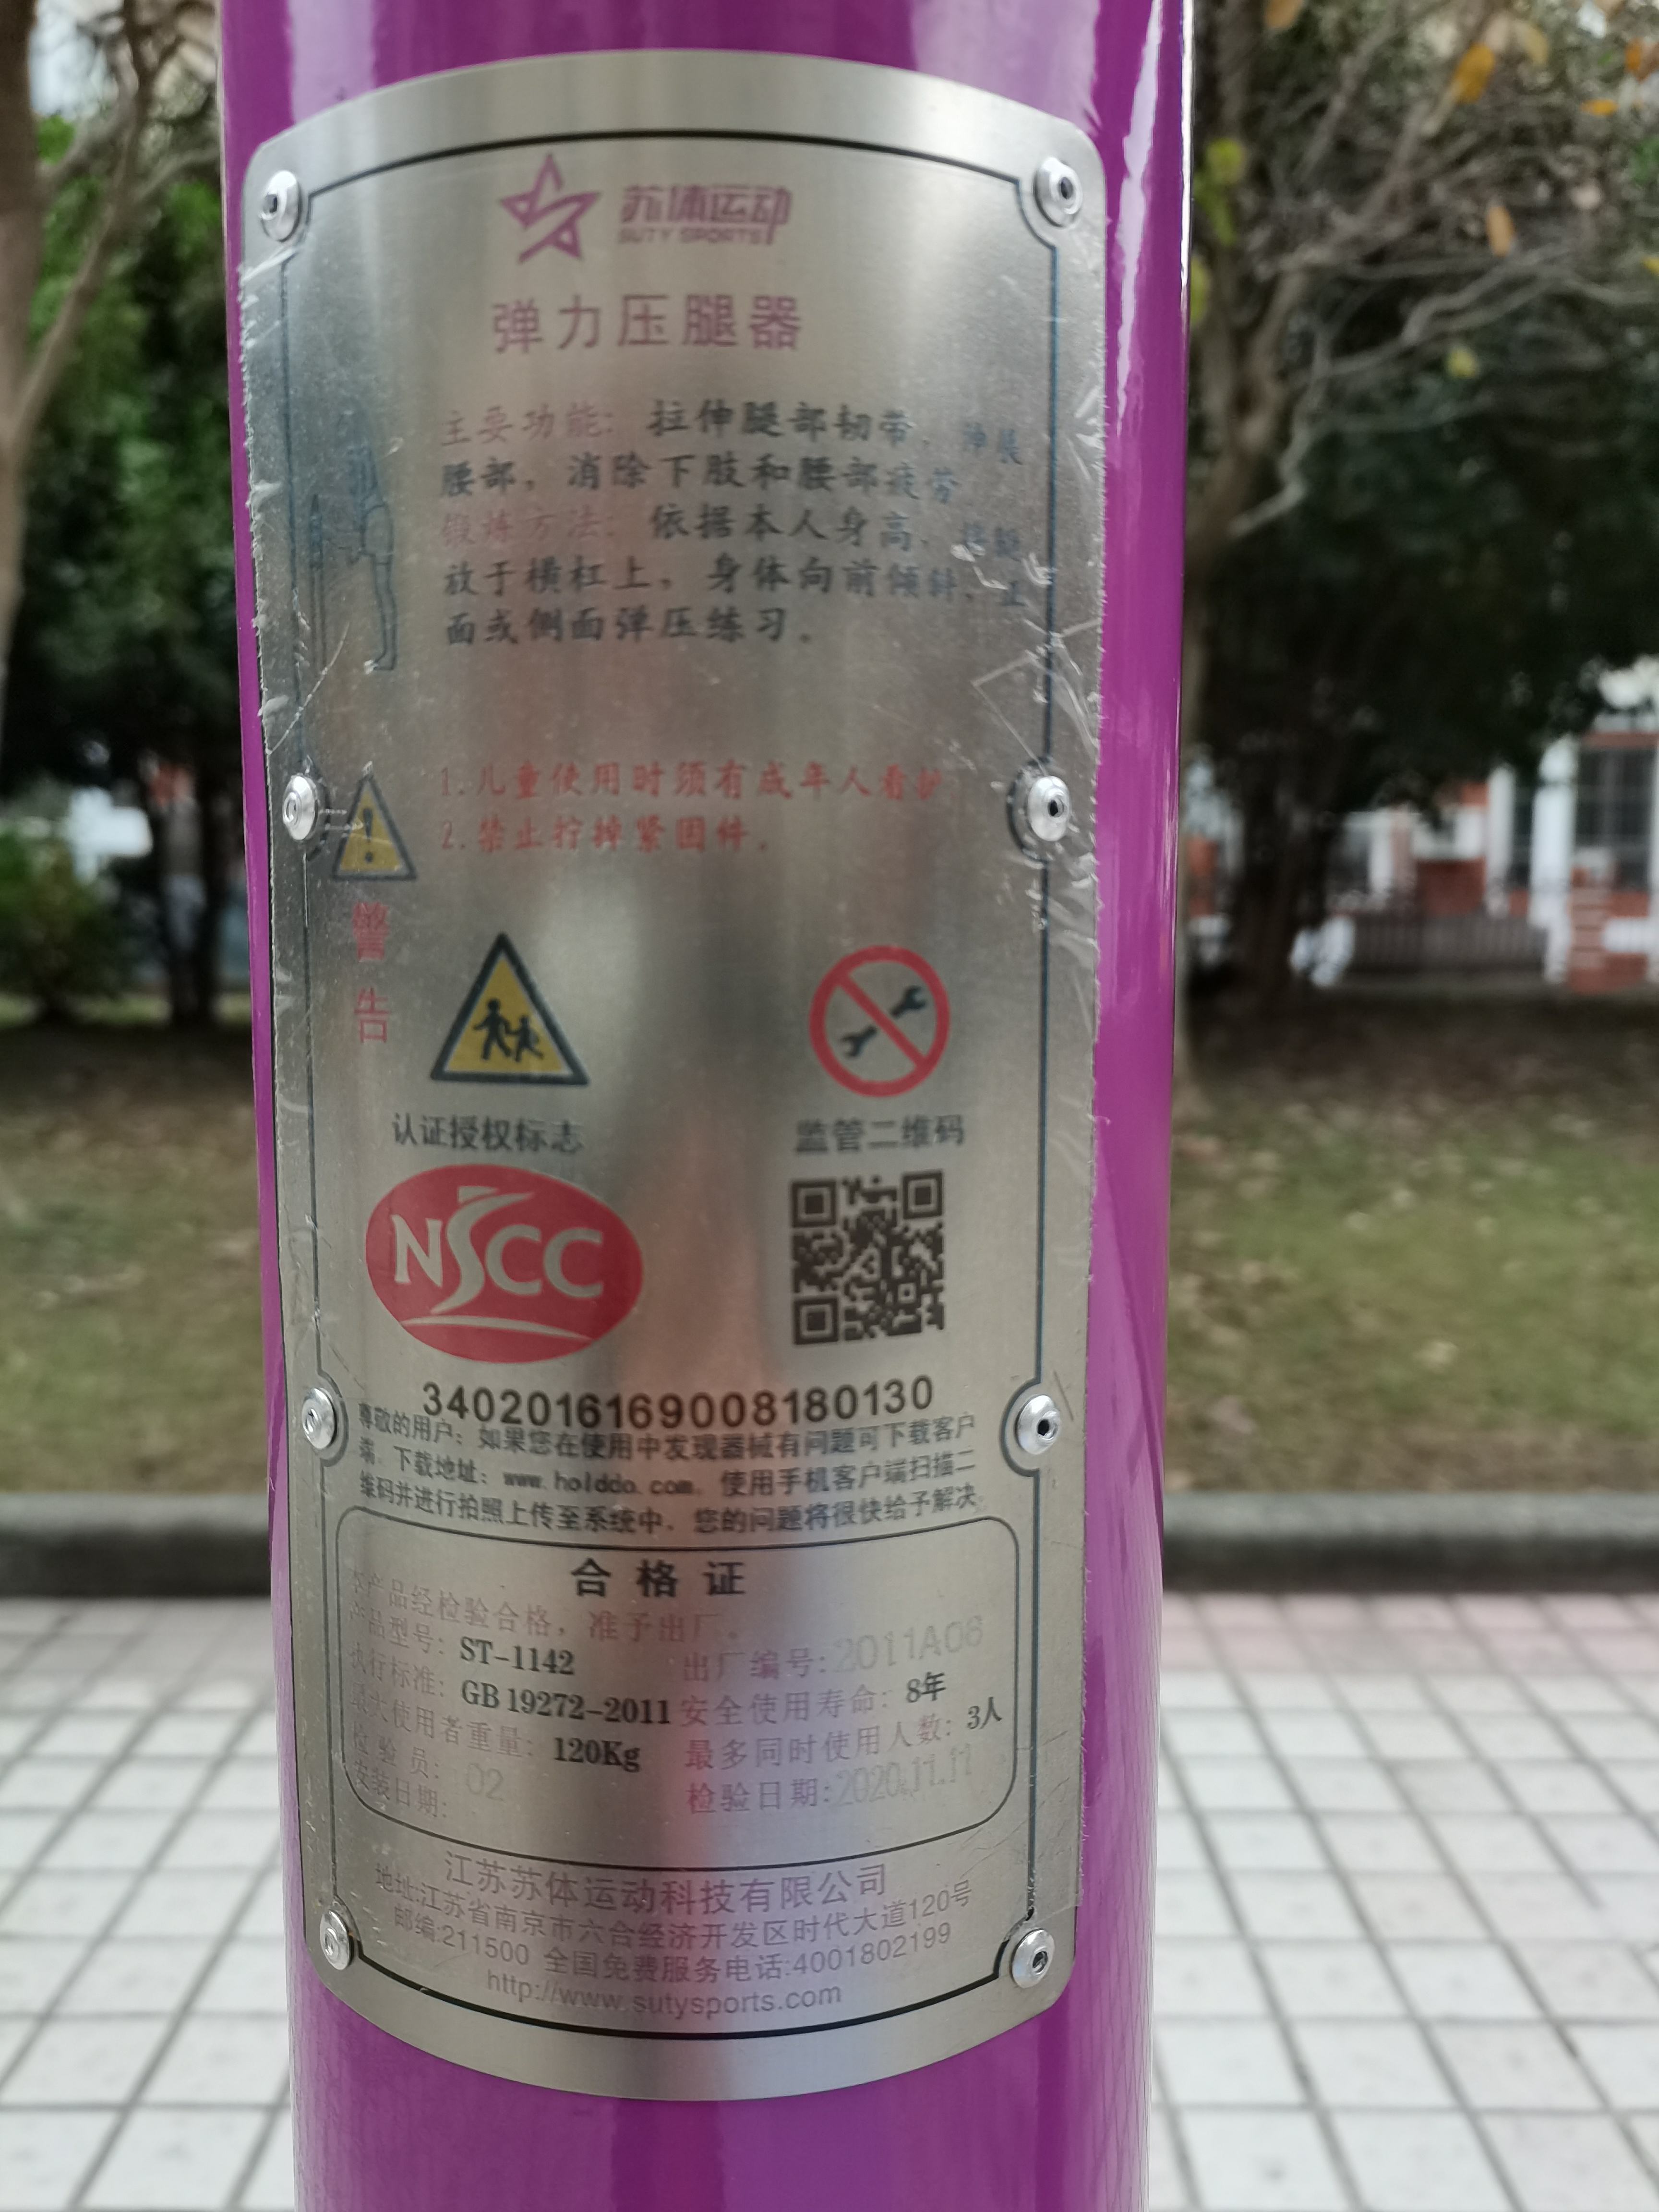 苏体运动
SUTY SPORTS
弹力压腿器
主要功能：拉伸腿部韧带，伸展
腰部，消除下肢和腰部疲劳
锻炼方法：依据本人身高，将腿
放于横杠上，身体向前倾斜，正
面或侧面弹压练习。
1.儿童使用时须有成年人看护
2.禁止拧掉紧固件。
警告
认证授权标志
监管二维码
NSCC
3402016169008180130
尊敬的用户：如果您在使用中发现器械有问题可下载客户
端，下载地址：www.holddo.com，使用手机客户端扫描二
维码并进行拍照上传至系统中，您的问题将很快给予解决
合格证
本产品经检验合格，准予出厂。
产品型号：ST-1142
出厂编号：2011A08
执行标准：GB 19272-2011
安全使用寿命：8年
最大使用者重量：120Kg
最多同时使用人数：3人
检验员：02
检验日期：2020.11.11
安装日期：
江苏苏体运动科技有限公司
地址:江苏省南京市六合经济开发区时代大道120号
邮编:211500 全国免费服务电话:4001802199
http://www.sutysports.com